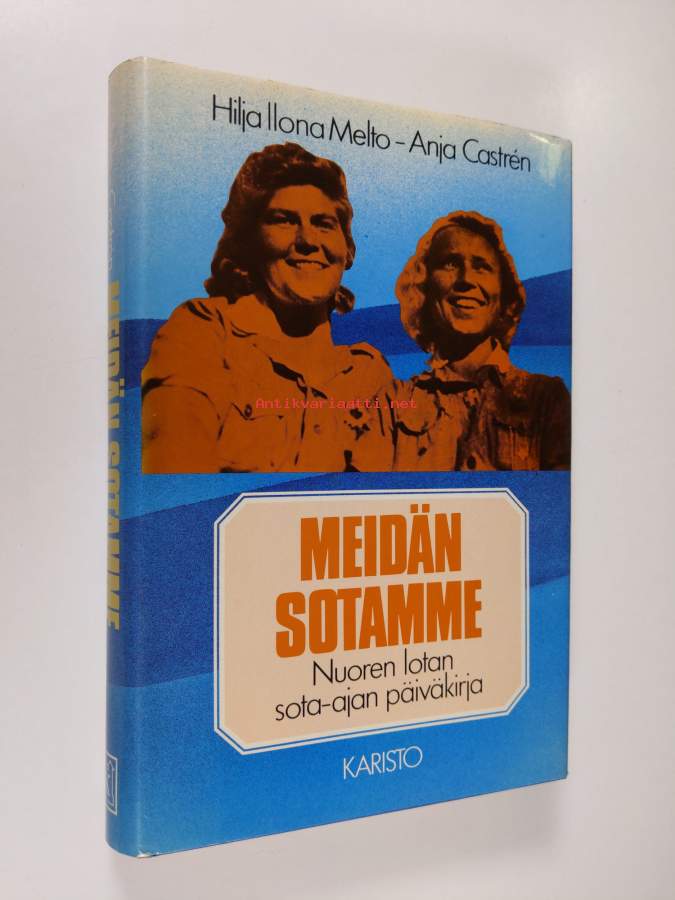 Hilja Ilona Melto – Anja Castrén
Antikvariaatti.net
MEIDÄN
SOTAMME
Nuoren lotan
sota-ajan päiväkirja
KARISTO
MEIDÄN SOTAMME